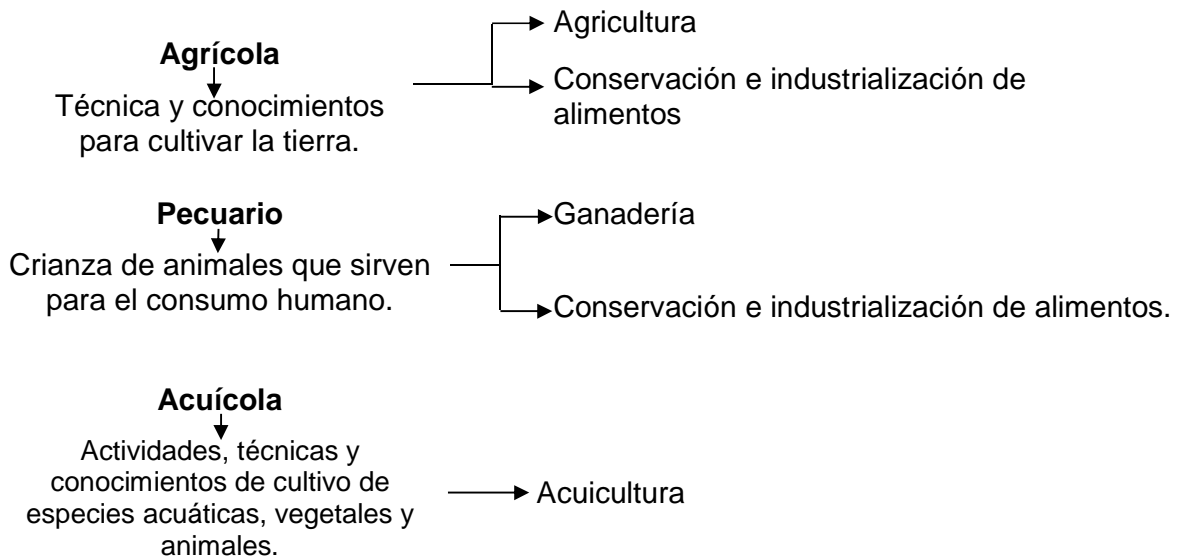 Agrícola
Técnica y conocimientos
para cultivar la tierra.
Agricultura
Conservación e industrialización de
alimentos
Pecuario
Crianza de animales que sirven
para el consumo humano.
Ganadería
Conservación e industrialización de alimentos.
Acuícola
Actividades, técnicas y
conocimientos de cultivo de
especies acuáticas, vegetales y
animales.
Acuicultura